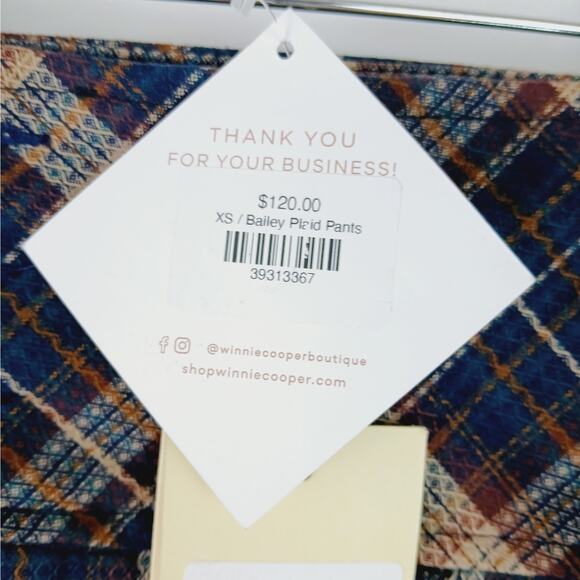 THANK YOU
FOR YOUR BUSINESS!
$120.00
XS / Bailey Plaid Pants
39313367
@winniecooperboutique
shopwinniecooper.com